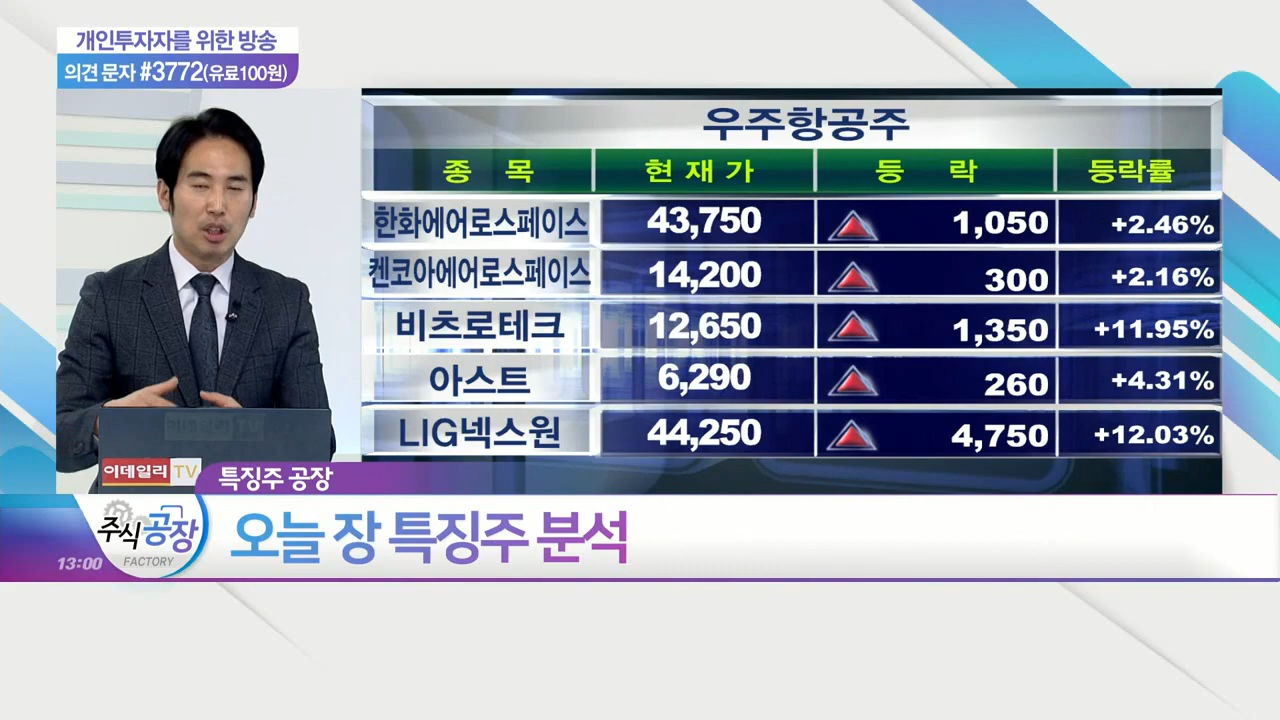 개인투자자를 위한 방송
의견 문자 #3772(유료100원)
우주항공주
종 목 현 재 가 등 락 등락률
한화에어로스페이스 43,750 ▲ 1,050 +2.46%
켄코아에어로스페이스 14,200 ▲ 300 +2.16%
비츠로테크 12,650 ▲ 1,350 +11.95%
아스트 6,290 ▲ 260 +4.31%
LIG넥스원 44,250 ▲ 4,750 +12.03%
이데일리TV
이데일리 TV
특징주 공장
주식공장
FACTORY
13:00
오늘 장 특징주 분석